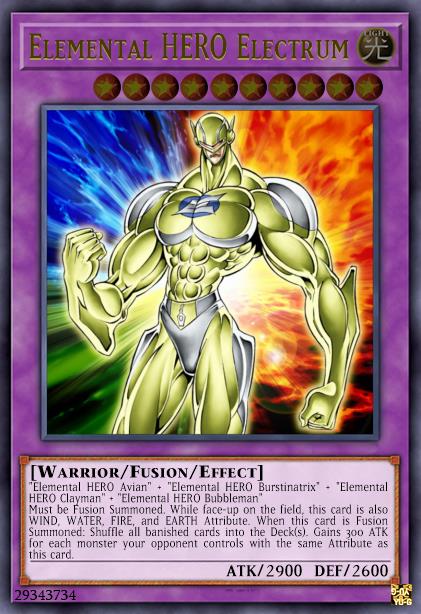 Elemental HERO Electrum
LIGHT
光
[Warrior/Fusion/Effect]
"Elemental HERO Avian" + "Elemental HERO Burstinatrix" + "Elemental
HERO Clayman" + "Elemental HERO Bubbleman"
Must be Fusion Summoned. While face-up on the field, this card is also
WIND, WATER, FIRE, and EARTH Attribute. When this card is Fusion
Summoned: Shuffle all banished cards into the Deck(s). Gains 300 ATK
for each monster your opponent controls with the same Attribute as
this card.
ATK/2900 DEF/2600
29343734